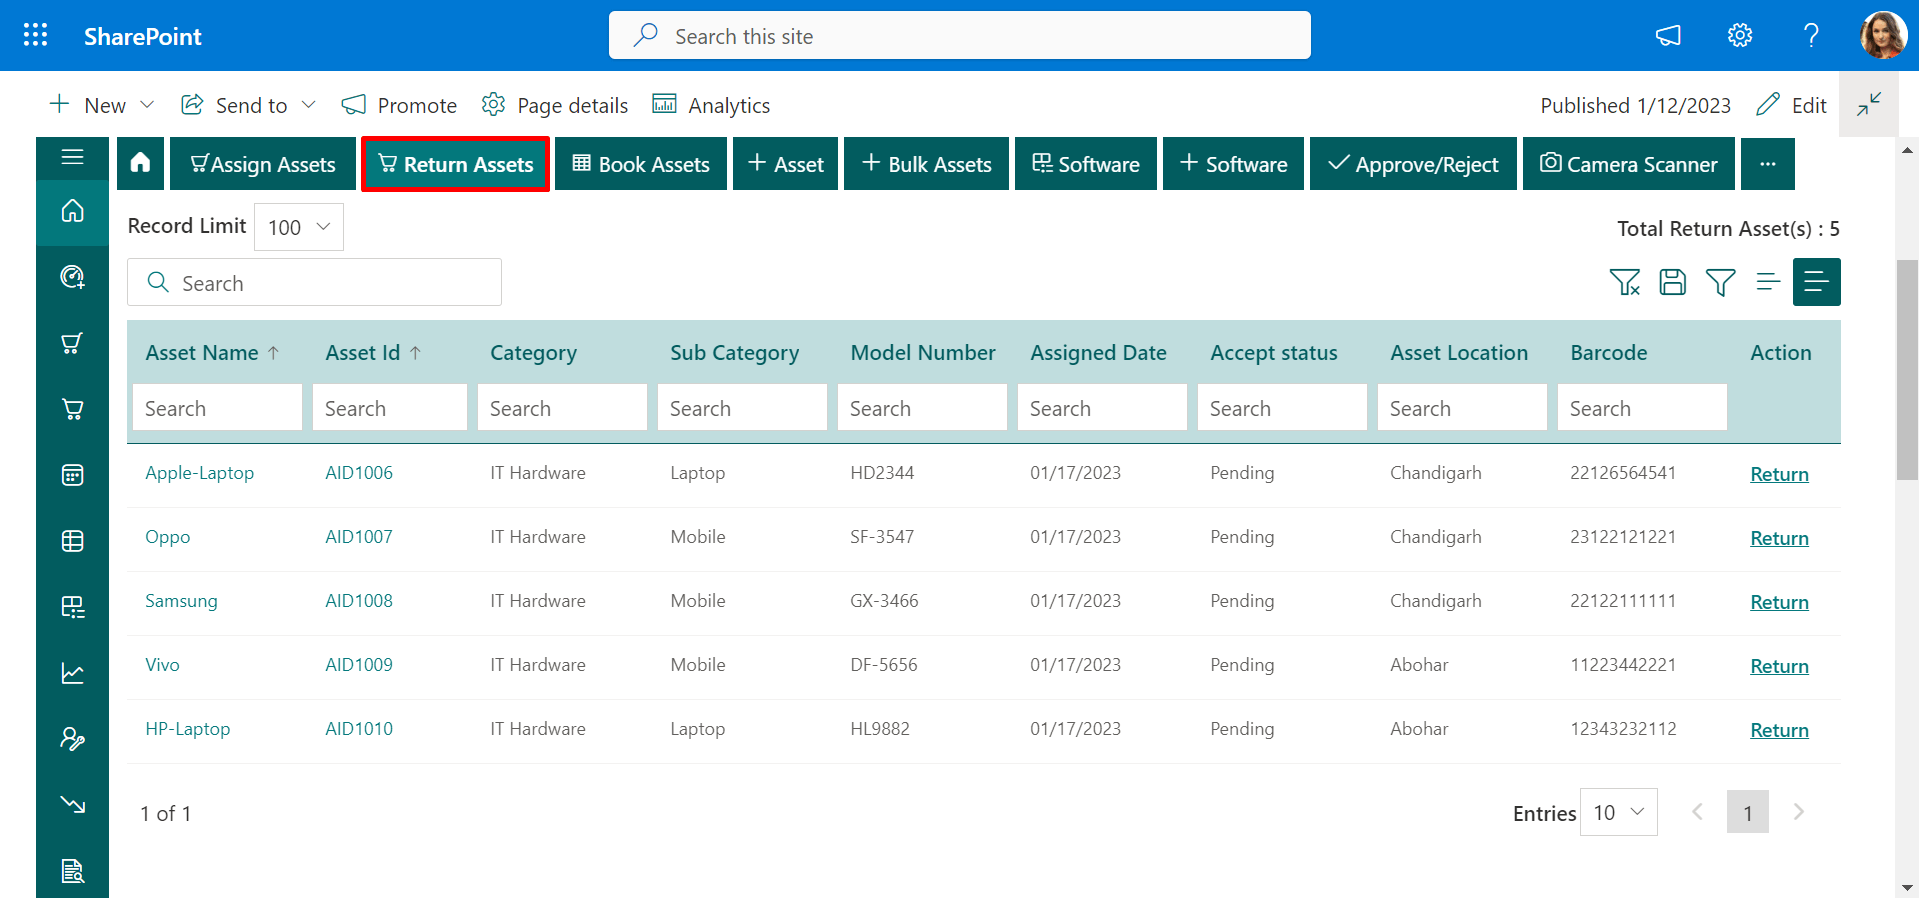 SharePoint
Search this site
New
Send to
Promote
Page details
Analytics
Published 1/12/2023
Edit
Assign Assets
Return Assets
Book Assets
+ Asset
+ Bulk Assets
Software
+ Software
Approve/Reject
Camera Scanner
...
Record Limit 100
Total Return Asset(s) : 5
Search
Asset Name ↑ Asset Id ↑ Category Sub Category Model Number Assigned Date Accept status Asset Location Barcode Action
Search Search Search Search Search Search Search Search Search
Apple-Laptop AID1006 IT Hardware Laptop HD2344 01/17/2023 Pending Chandigarh 22126564541 Return
Oppo AID1007 IT Hardware Mobile SF-3547 01/17/2023 Pending Chandigarh 23122121221 Return
Samsung AID1008 IT Hardware Mobile GX-3466 01/17/2023 Pending Chandigarh 22122111111 Return
Vivo AID1009 IT Hardware Mobile DF-5656 01/17/2023 Pending Abohar 11223442221 Return
HP-Laptop AID1010 IT Hardware Laptop HL9882 01/17/2023 Pending Abohar 12343232112 Return
1 of 1
Entries 10
1